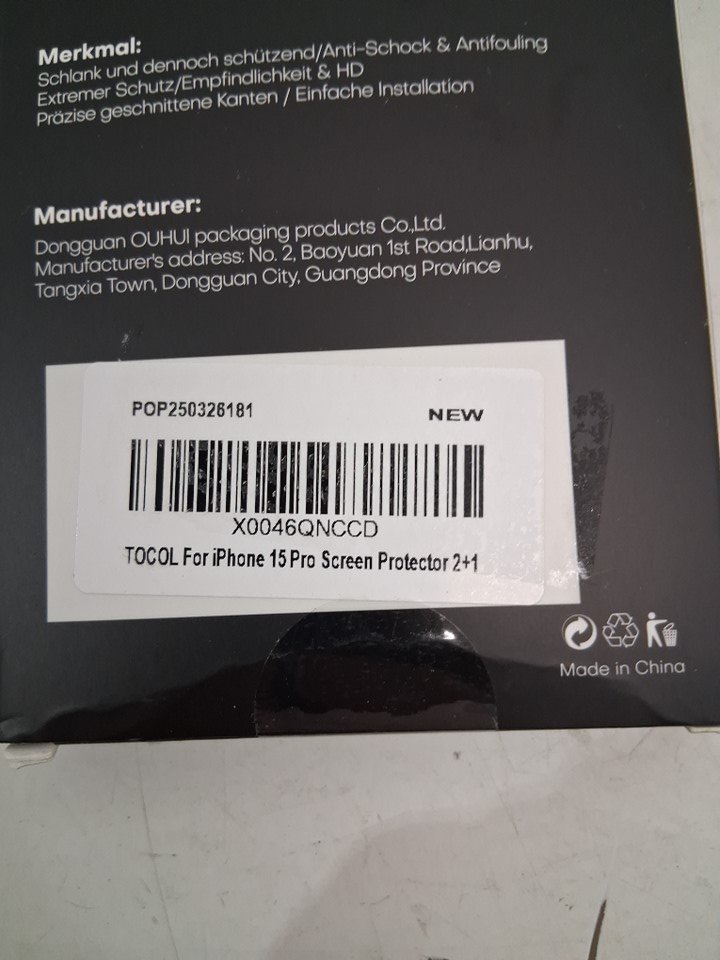 Merkmal:
Schlank und dennoch schützend/Anti-Schock & Antifouling
Extremer Schutz/Empfindlichkeit & HD
Präzise geschnittene Kanten / Einfache Installation
Manufacturer:
Dongguan OUHUI packaging products Co.,Ltd.
Manufacturer's address: No. 2, Baoyuan 1st Road,Lianhu,
Tangxia Town, Dongguan City, Guangdong Province
POP250326181
NEW
X0046QNCCD
TOCOL For iPhone 15 Pro Screen Protector 2+1
Made in China